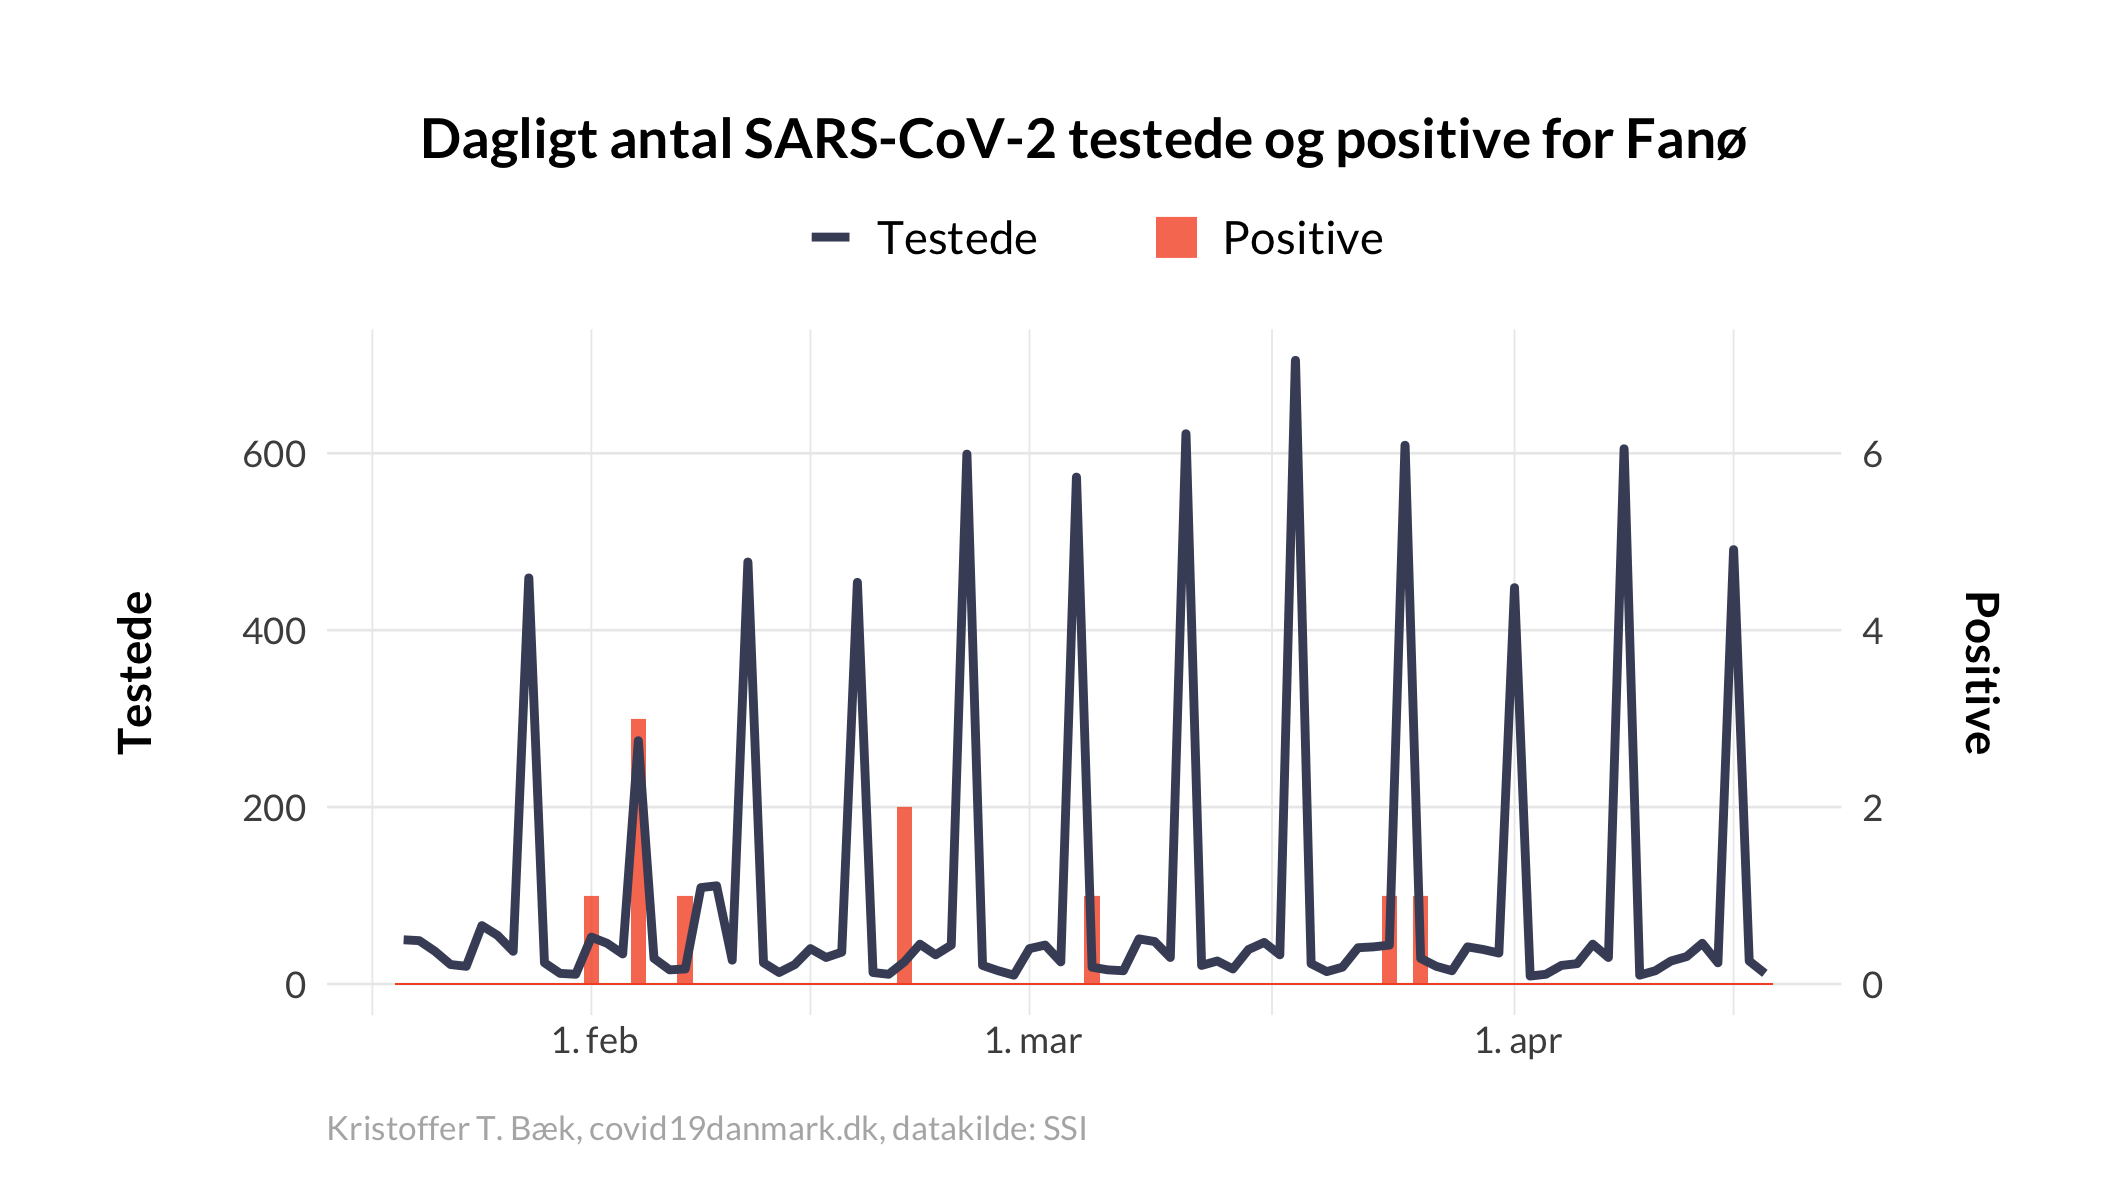 Dagligt antal SARS-CoV-2 testede og positive for Fanø
Testede
Positive
600
400
200
0
6
4
2
0
Testede
Positive
1. feb
1. mar
1. apr
Kristoffer T. Bæk, covid19danmark.dk, datakilde: SSI